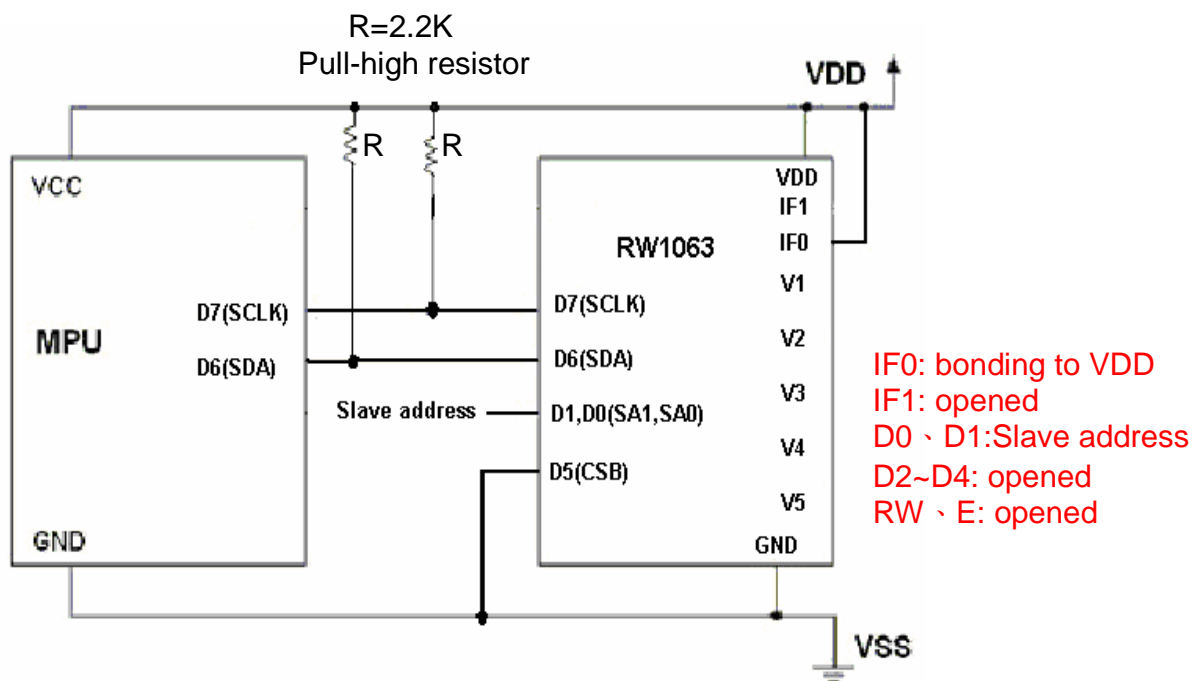 R=2.2K
Pull-high resistor
VDD
R
R
VCC
VDD
IF1
IF0
RW1063
V1
D7(SCLK)
D7(SCLK)
MPU
V2
D6(SDA)
D6(SDA)
IF0: bonding to VDD
V3
IF1: opened
Slave address
D1,D0(SA1,SA0)
D0、D1:Slave address
V4
D5(CSB)
D2~D4: opened
V5
RW、E: opened
GND
GND
VSS